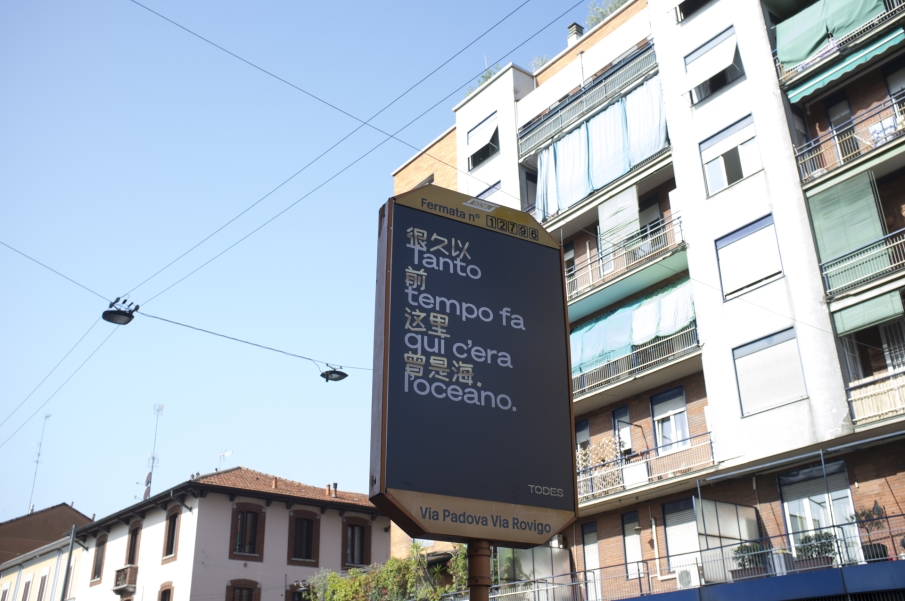 Fermata n° 12796
很久以
Tanto
前
tempo fa
这里
qui c'era
曾是海.
l'oceano.
TODES
Via Padova Via Rovigo